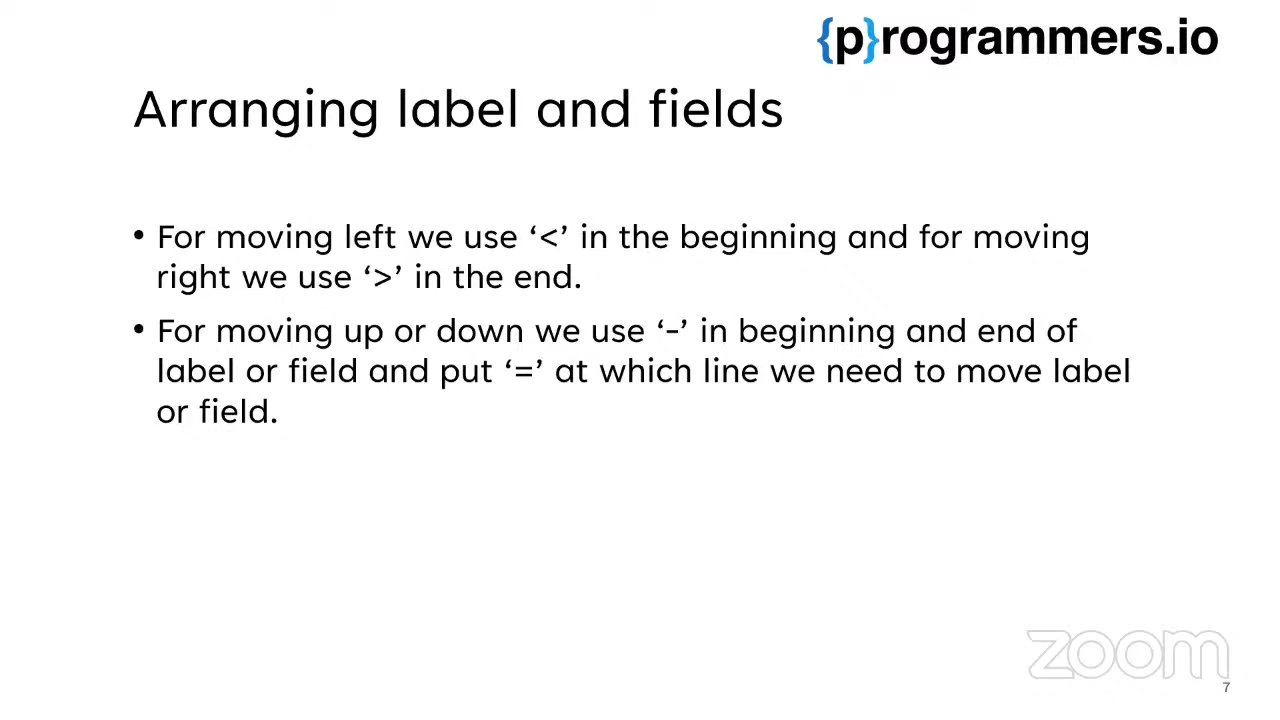 {p}rogrammers.io
Arranging label and fields
• For moving left we use ‘<’ in the beginning and for moving
right we use ‘>’ in the end.
• For moving up or down we use ‘-’ in beginning and end of
label or field and put ‘=’ at which line we need to move label
or field.
zoom
7